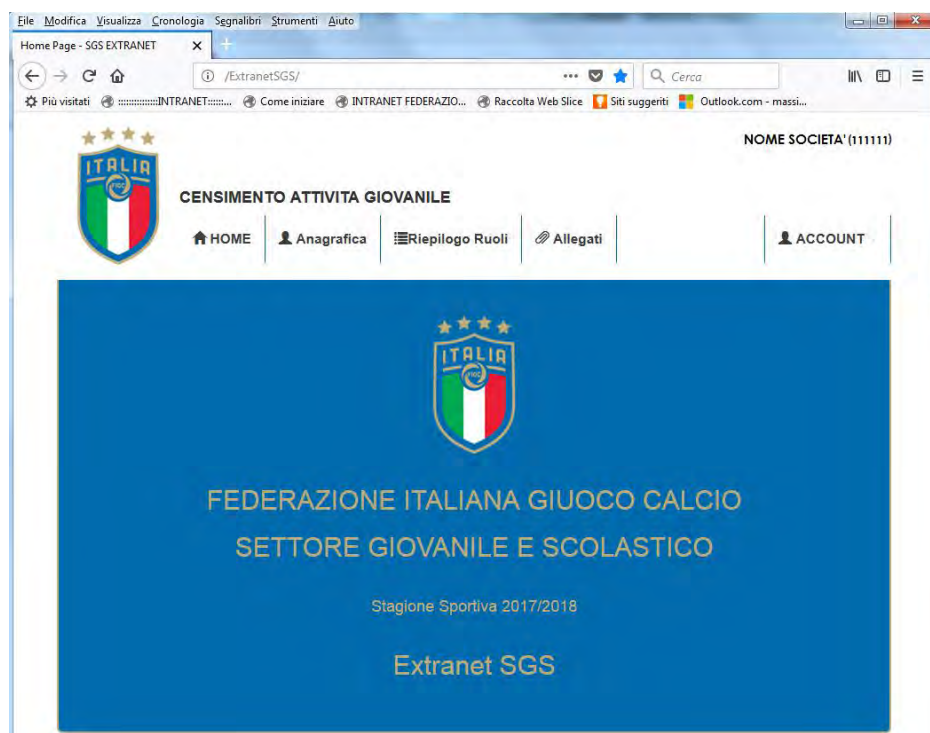 File Modifica Visualizza Cronologia Segnalibri Strumenti Aiuto
Home Page - SGS EXTRANET
/ExtranetSGS/
Cerca
Più visitati ::::::::::::::INTRANET::::::... Come iniziare INTRANET FEDERAZIO... Raccolta Web Slice Siti suggeriti Outlook.com - massi...
NOME SOCIETA' (111111)
ITALIA
FIGC
CENSIMENTO ATTIVITA GIOVANILE
HOME Anagrafica Riepilogo Ruoli Allegati ACCOUNT
ITALIA
FIGC
FEDERAZIONE ITALIANA GIUOCO CALCIO
SETTORE GIOVANILE E SCOLASTICO
Stagione Sportiva 2017/2018
Extranet SGS